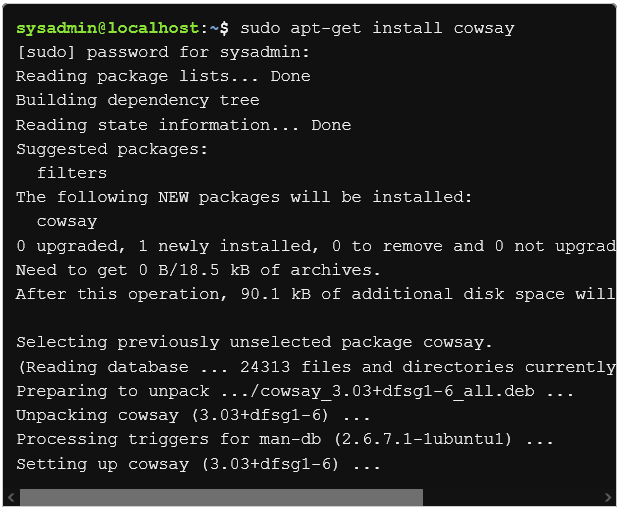 sysadmin@localhost:~$ sudo apt-get install cowsay
[sudo] password for sysadmin:
Reading package lists... Done
Building dependency tree
Reading state information... Done
Suggested packages:
  filters
The following NEW packages will be installed:
  cowsay
0 upgraded, 1 newly installed, 0 to remove and 0 not upgrad
Need to get 0 B/18.5 kB of archives.
After this operation, 90.1 kB of additional disk space will
Selecting previously unselected package cowsay.
(Reading database ... 24313 files and directories currently
Preparing to unpack .../cowsay_3.03+dfsg1-6_all.deb ...
Unpacking cowsay (3.03+dfsg1-6) ...
Processing triggers for man-db (2.6.7.1-1ubuntu1) ...
Setting up cowsay (3.03+dfsg1-6) ...